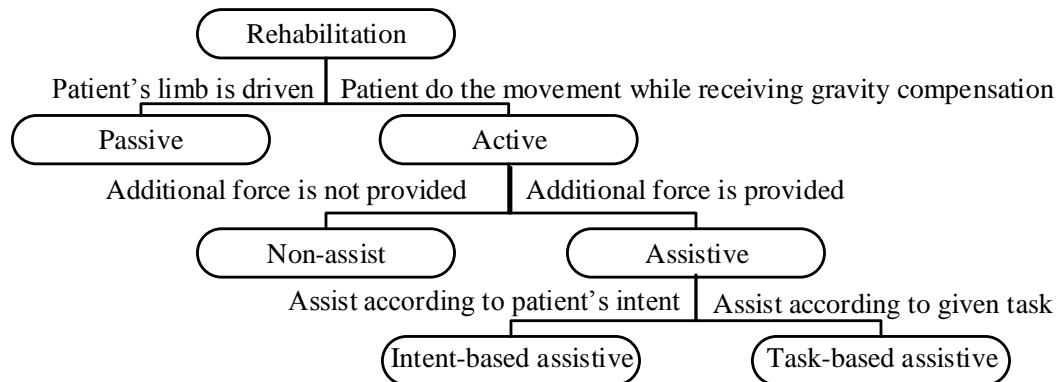 Rehabilitation
Patient’s limb is driven
Patient do the movement while receiving gravity compensation
Passive
Active
Additional force is not provided
Additional force is provided
Non-assist
Assistive
Assist according to patient’s intent
Assist according to given task
Intent-based assistive
Task-based assistive